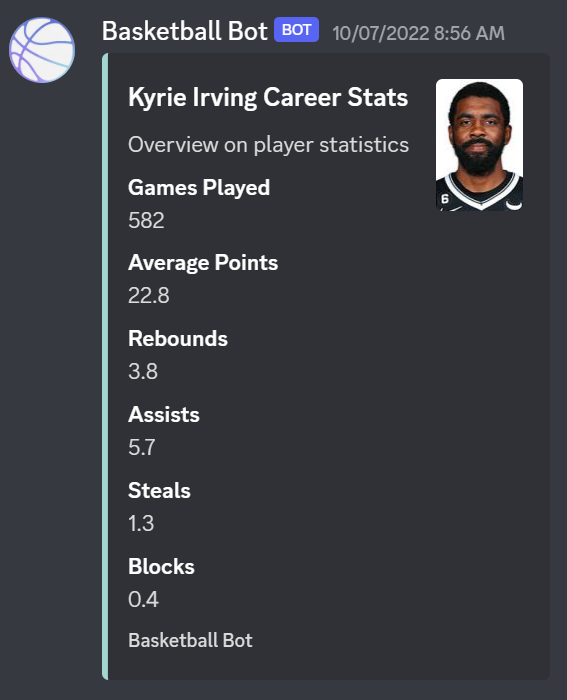 Basketball Bot BOT 10/07/2022 8:56 AM
Kyrie Irving Career Stats
Overview on player statistics
Games Played
582
6
Average Points
22.8
Rebounds
3.8
Assists
5.7
Steals
1.3
Blocks
0.4
Basketball Bot